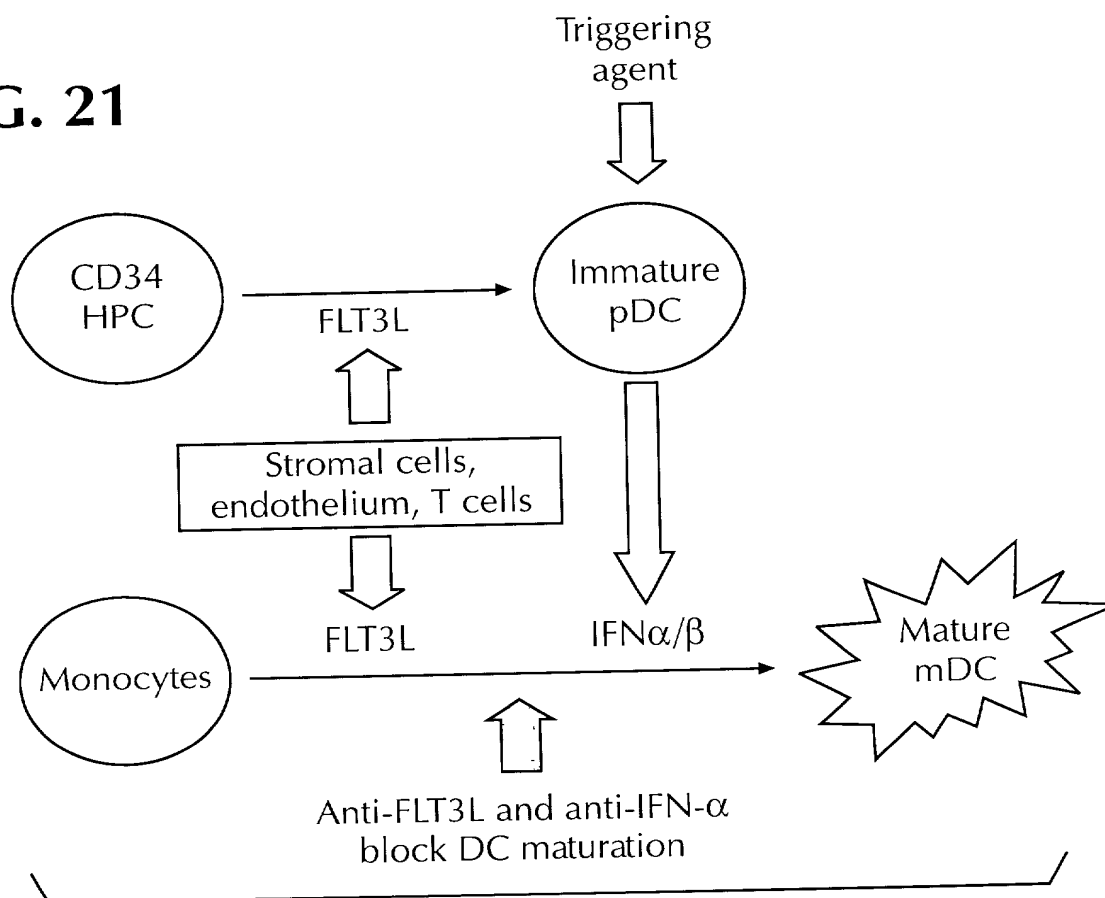 G. 21
Triggering
agent
CD34
HPC
FLT3L
Immature
pDC
Stromal cells,
endothelium, T cells
Monocytes
FLT3L
IFNα/β
Mature
mDC
Anti-FLT3L and anti-IFN-α
block DC maturation